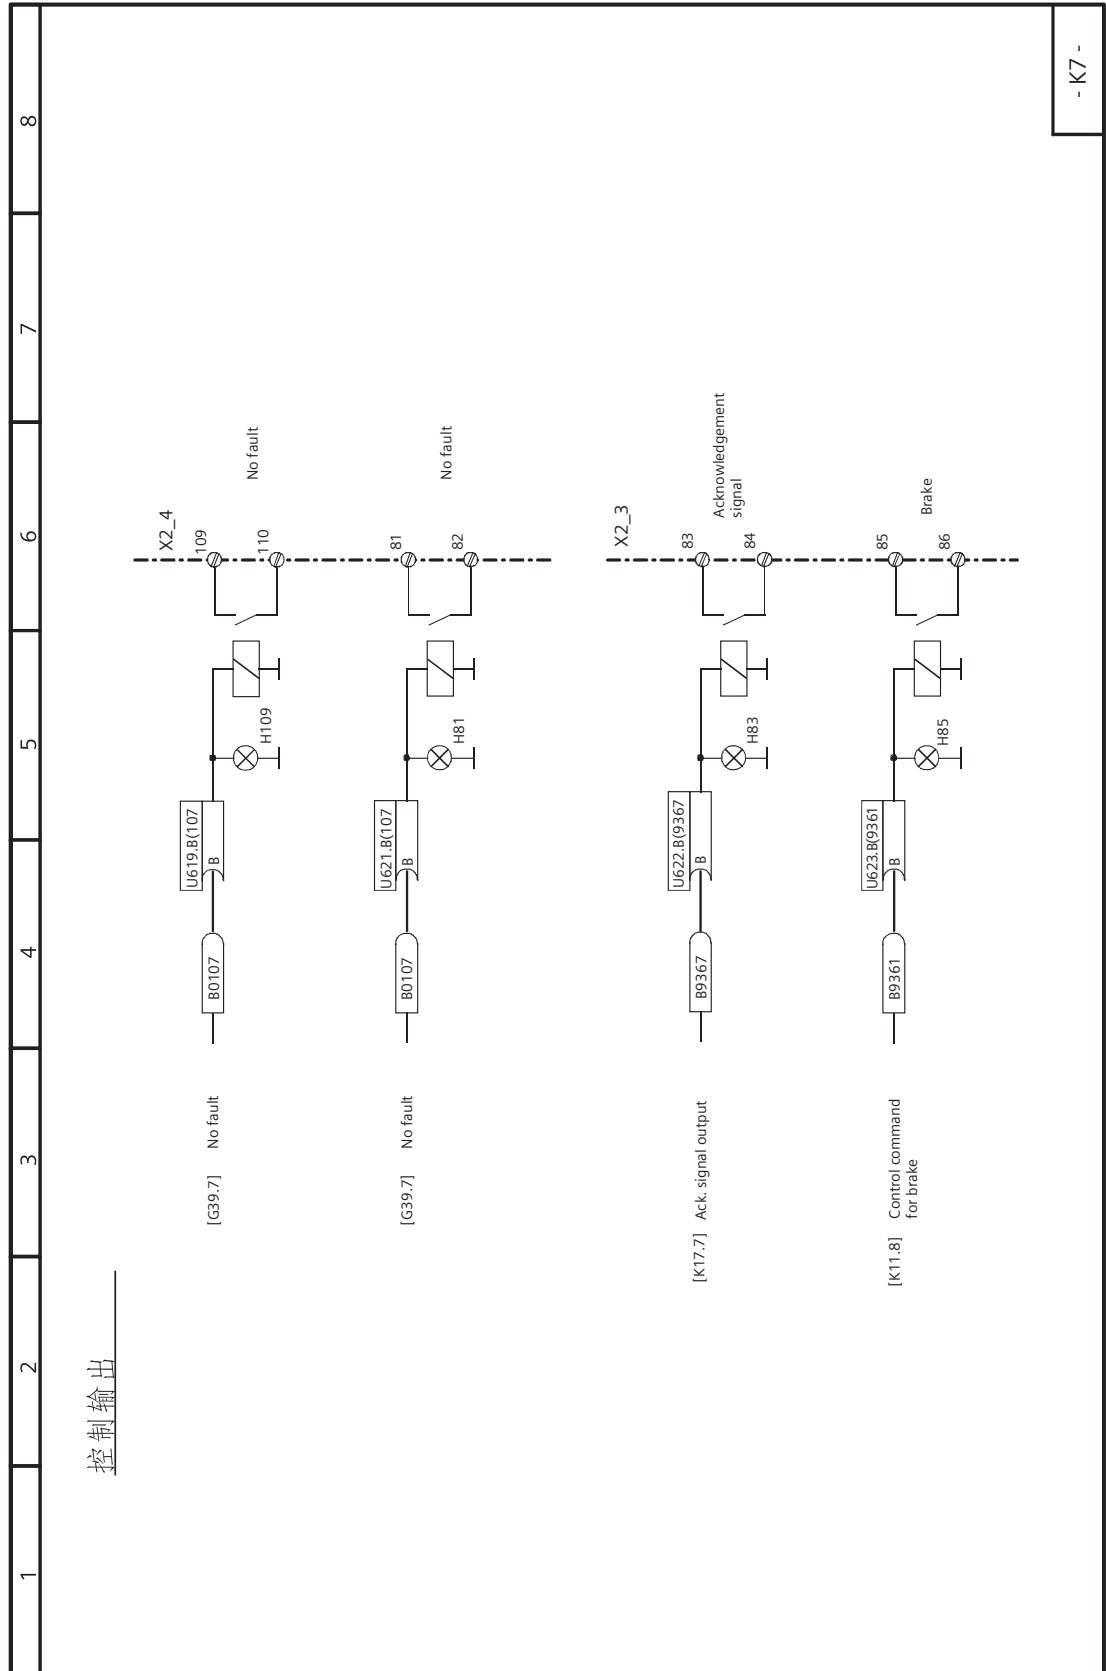 控制输出
[G39.7] No fault
B0107
U619.B(107
B
H109
X2_4
109
110
No fault
[G39.7] No fault
B0107
U621.B(107
B
H81
81
82
No fault
X2_3
[K17.7] Ack. signal output
B9367
U622.B(9367
B
H83
83
84
Acknowledgement
signal
[K11.8] Control command
for brake
B9361
U623.B(9361
B
H85
85
86
Brake
1
2
3
4
5
6
7
8
- K7 -